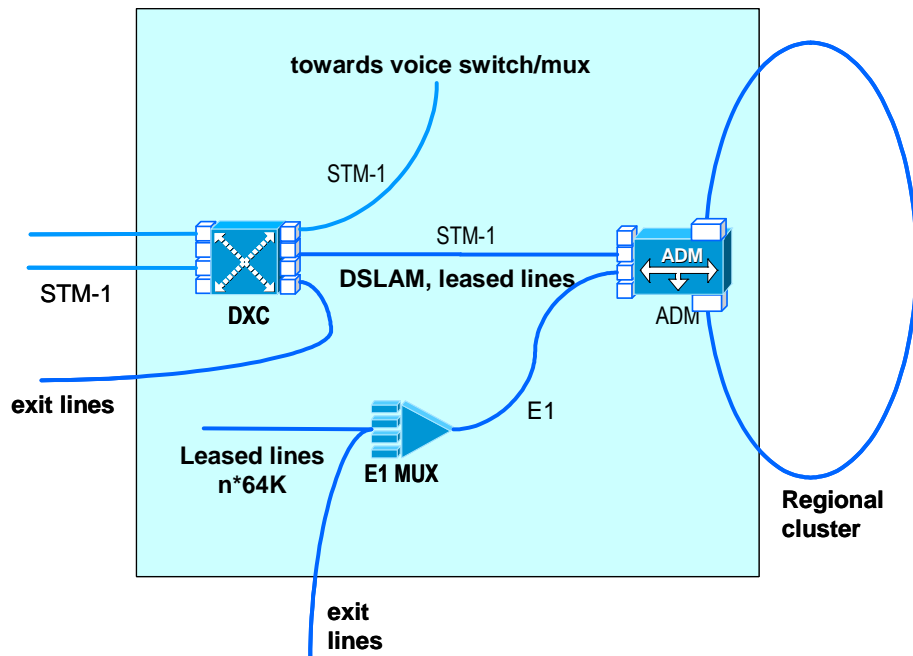 towards voice switch/mux
STM-1
STM-1
ADM
STM-1
DSLAM, leased lines
DXC
ADM
exit lines
E1
Leased lines
n*64K
E1 MUX
Regional
cluster
exit
lines